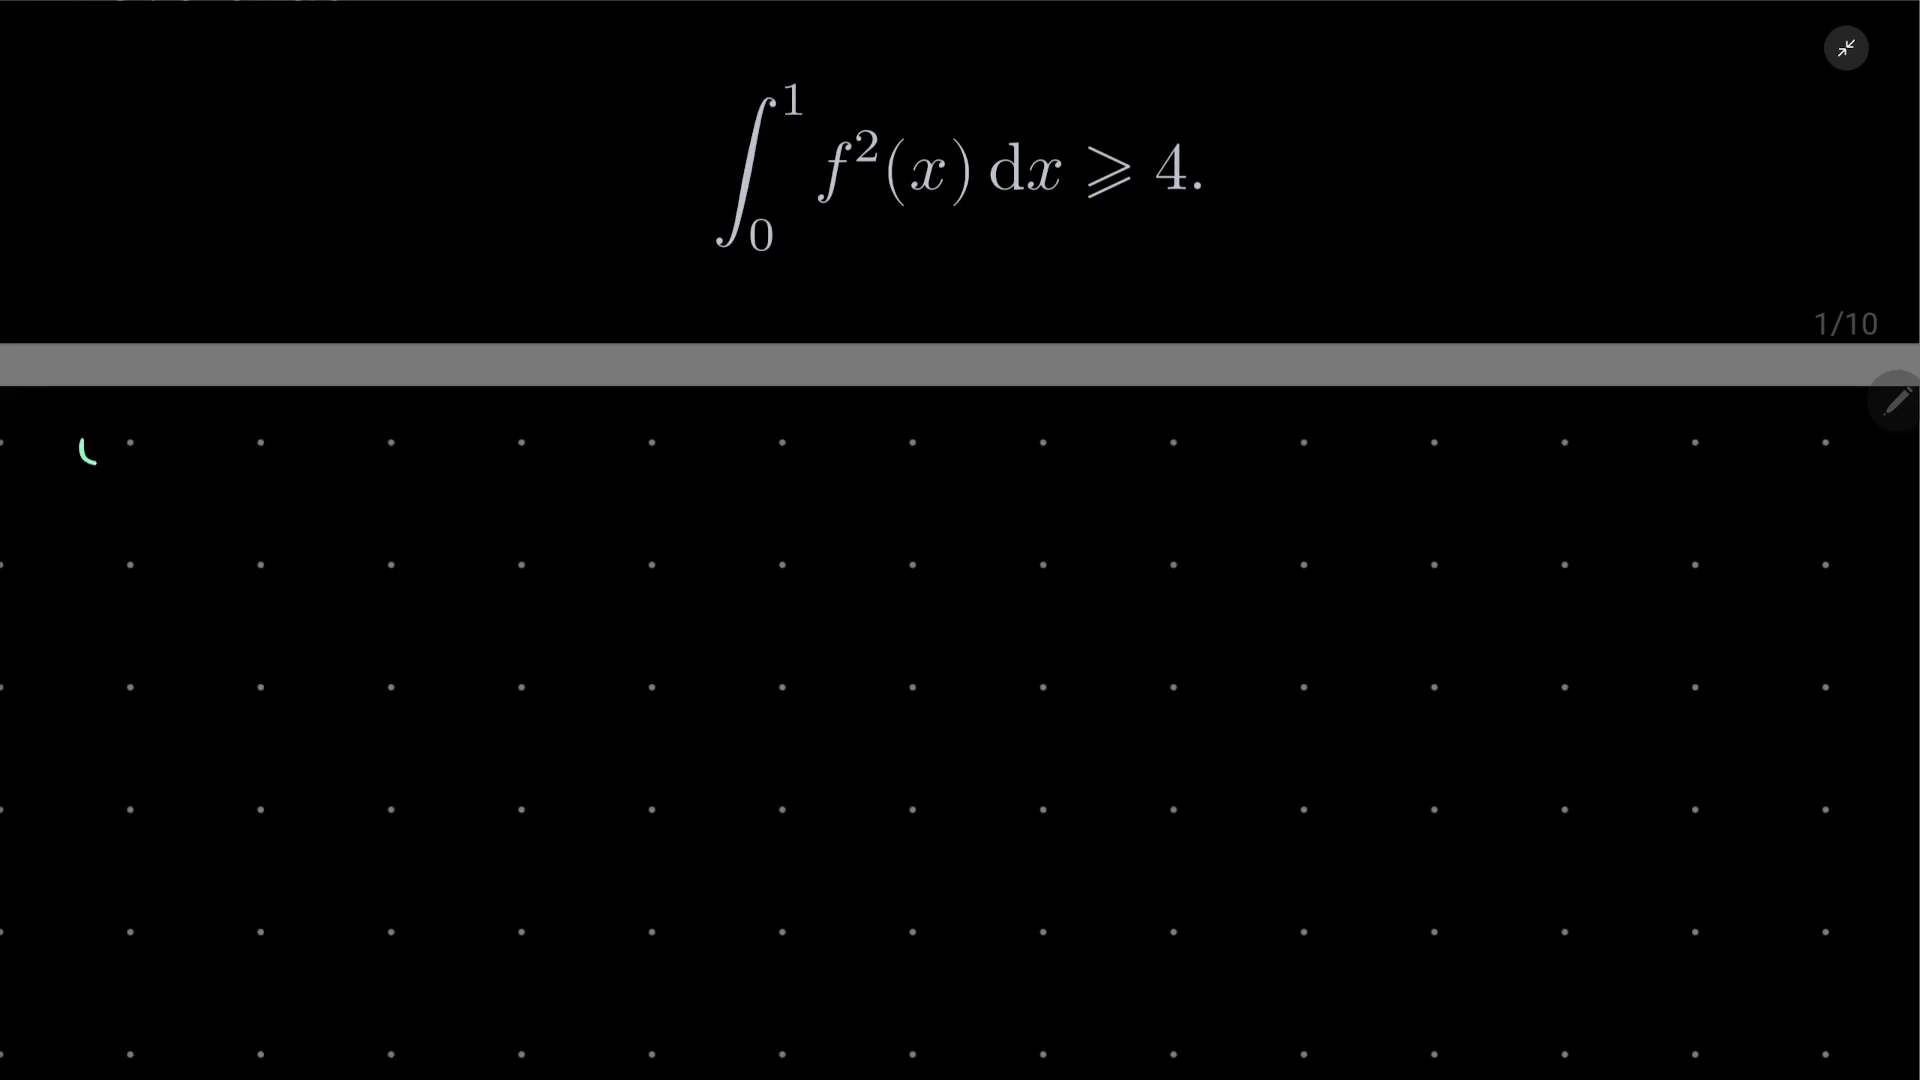 ∫₀¹ f²(x) dx ⩾ 4.
1/10